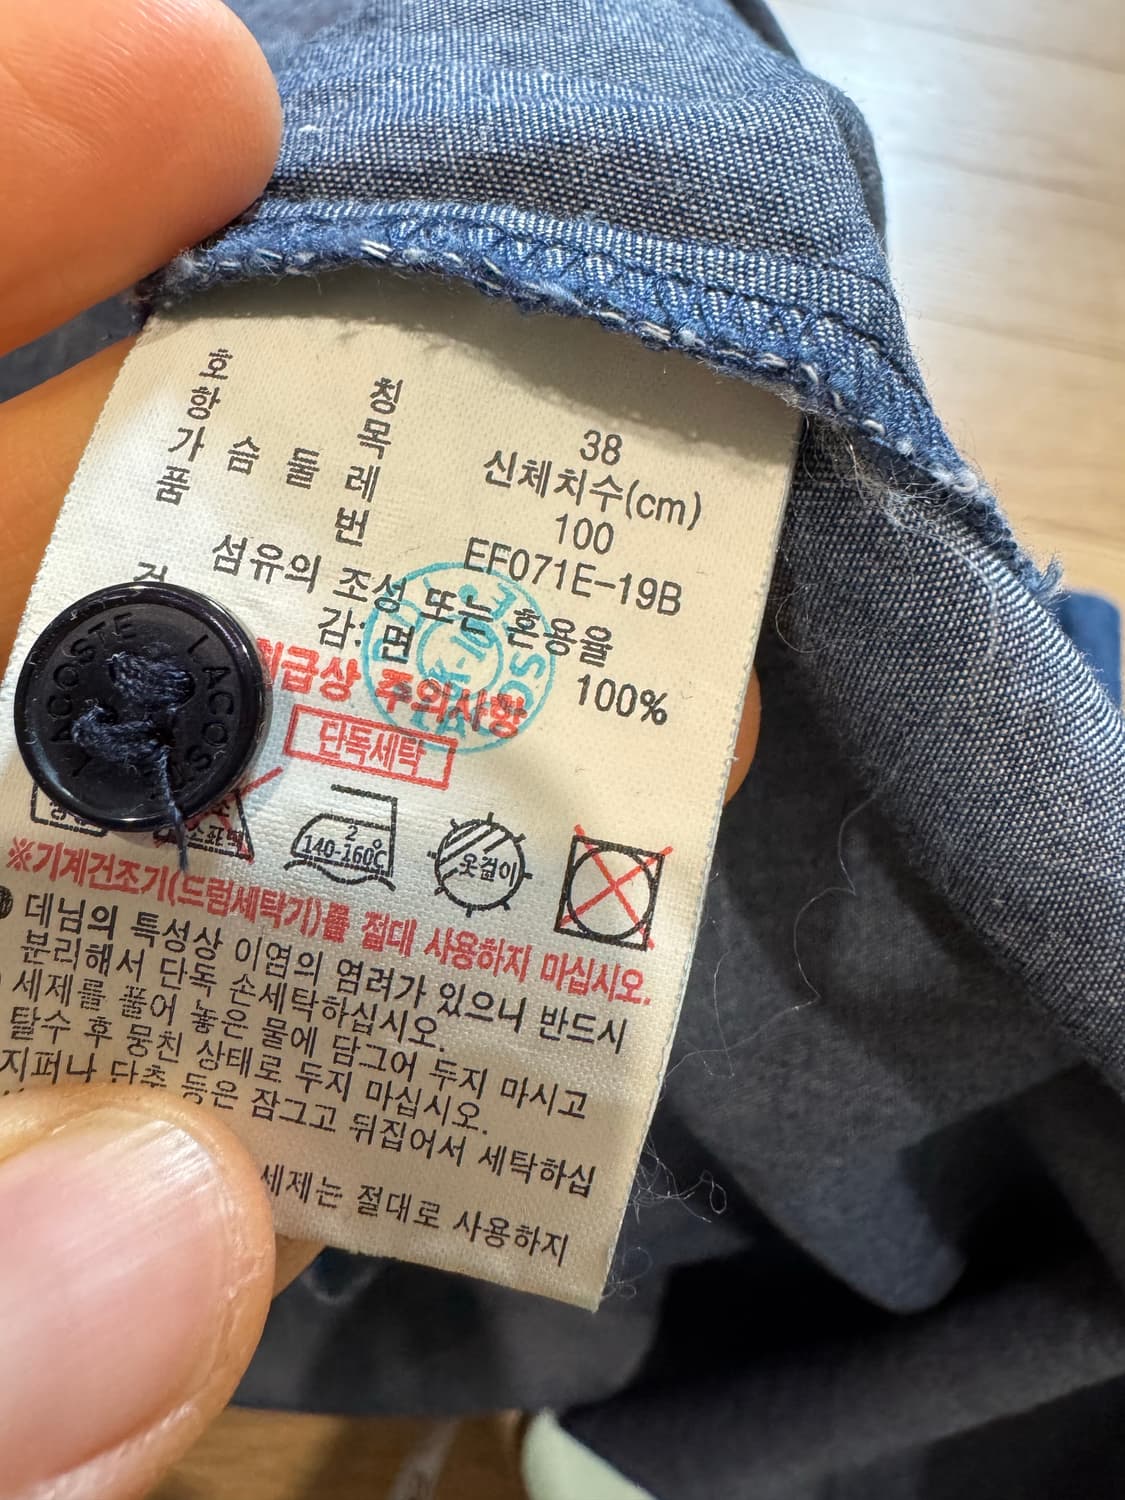 호 칭 38
항 목 신체치수(cm)
가 슴 둘 레 100
품 번 EF071E-19B
섬유의 조성 또는 혼용율
겉 감: 면 100%
취급상 주의사항
단독세탁
LACOSTE LACOSTE
2
140-160℃
옷걸이
※기계건조기(드럼세탁기)를 절대 사용하지 마십시오.
데님의 특성상 이염의 염려가 있으니 반드시
분리해서 단독 손세탁하십시오.
세제를 풀어 놓은 물에 담그어 두지 마시고
탈수 후 뭉친 상태로 두지 마십시오.
지퍼나 단추 등은 잠그고 뒤집어서 세탁하십
세제는 절대로 사용하지